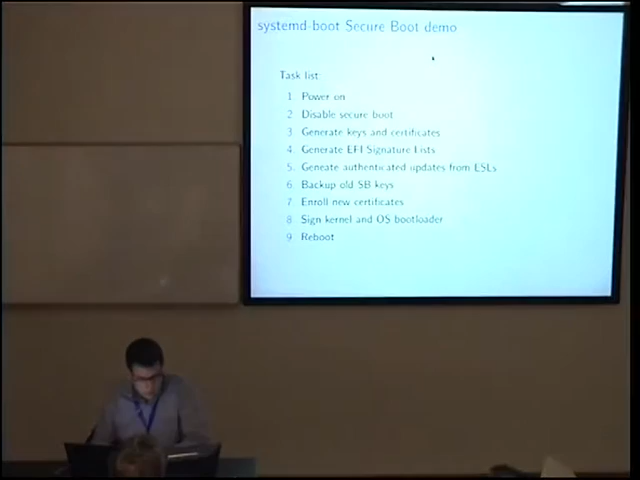 systemd-boot Secure Boot demo
Task list:
1 Power on
2 Disable secure boot
3 Generate keys and certificates
4 Generate EFI Signature Lists
5. Geneate authenticated updates from ESLs
6 Backup old SB keys
7 Enroll new certificates
8 Sign kernel and OS bootloader
9 Reboot